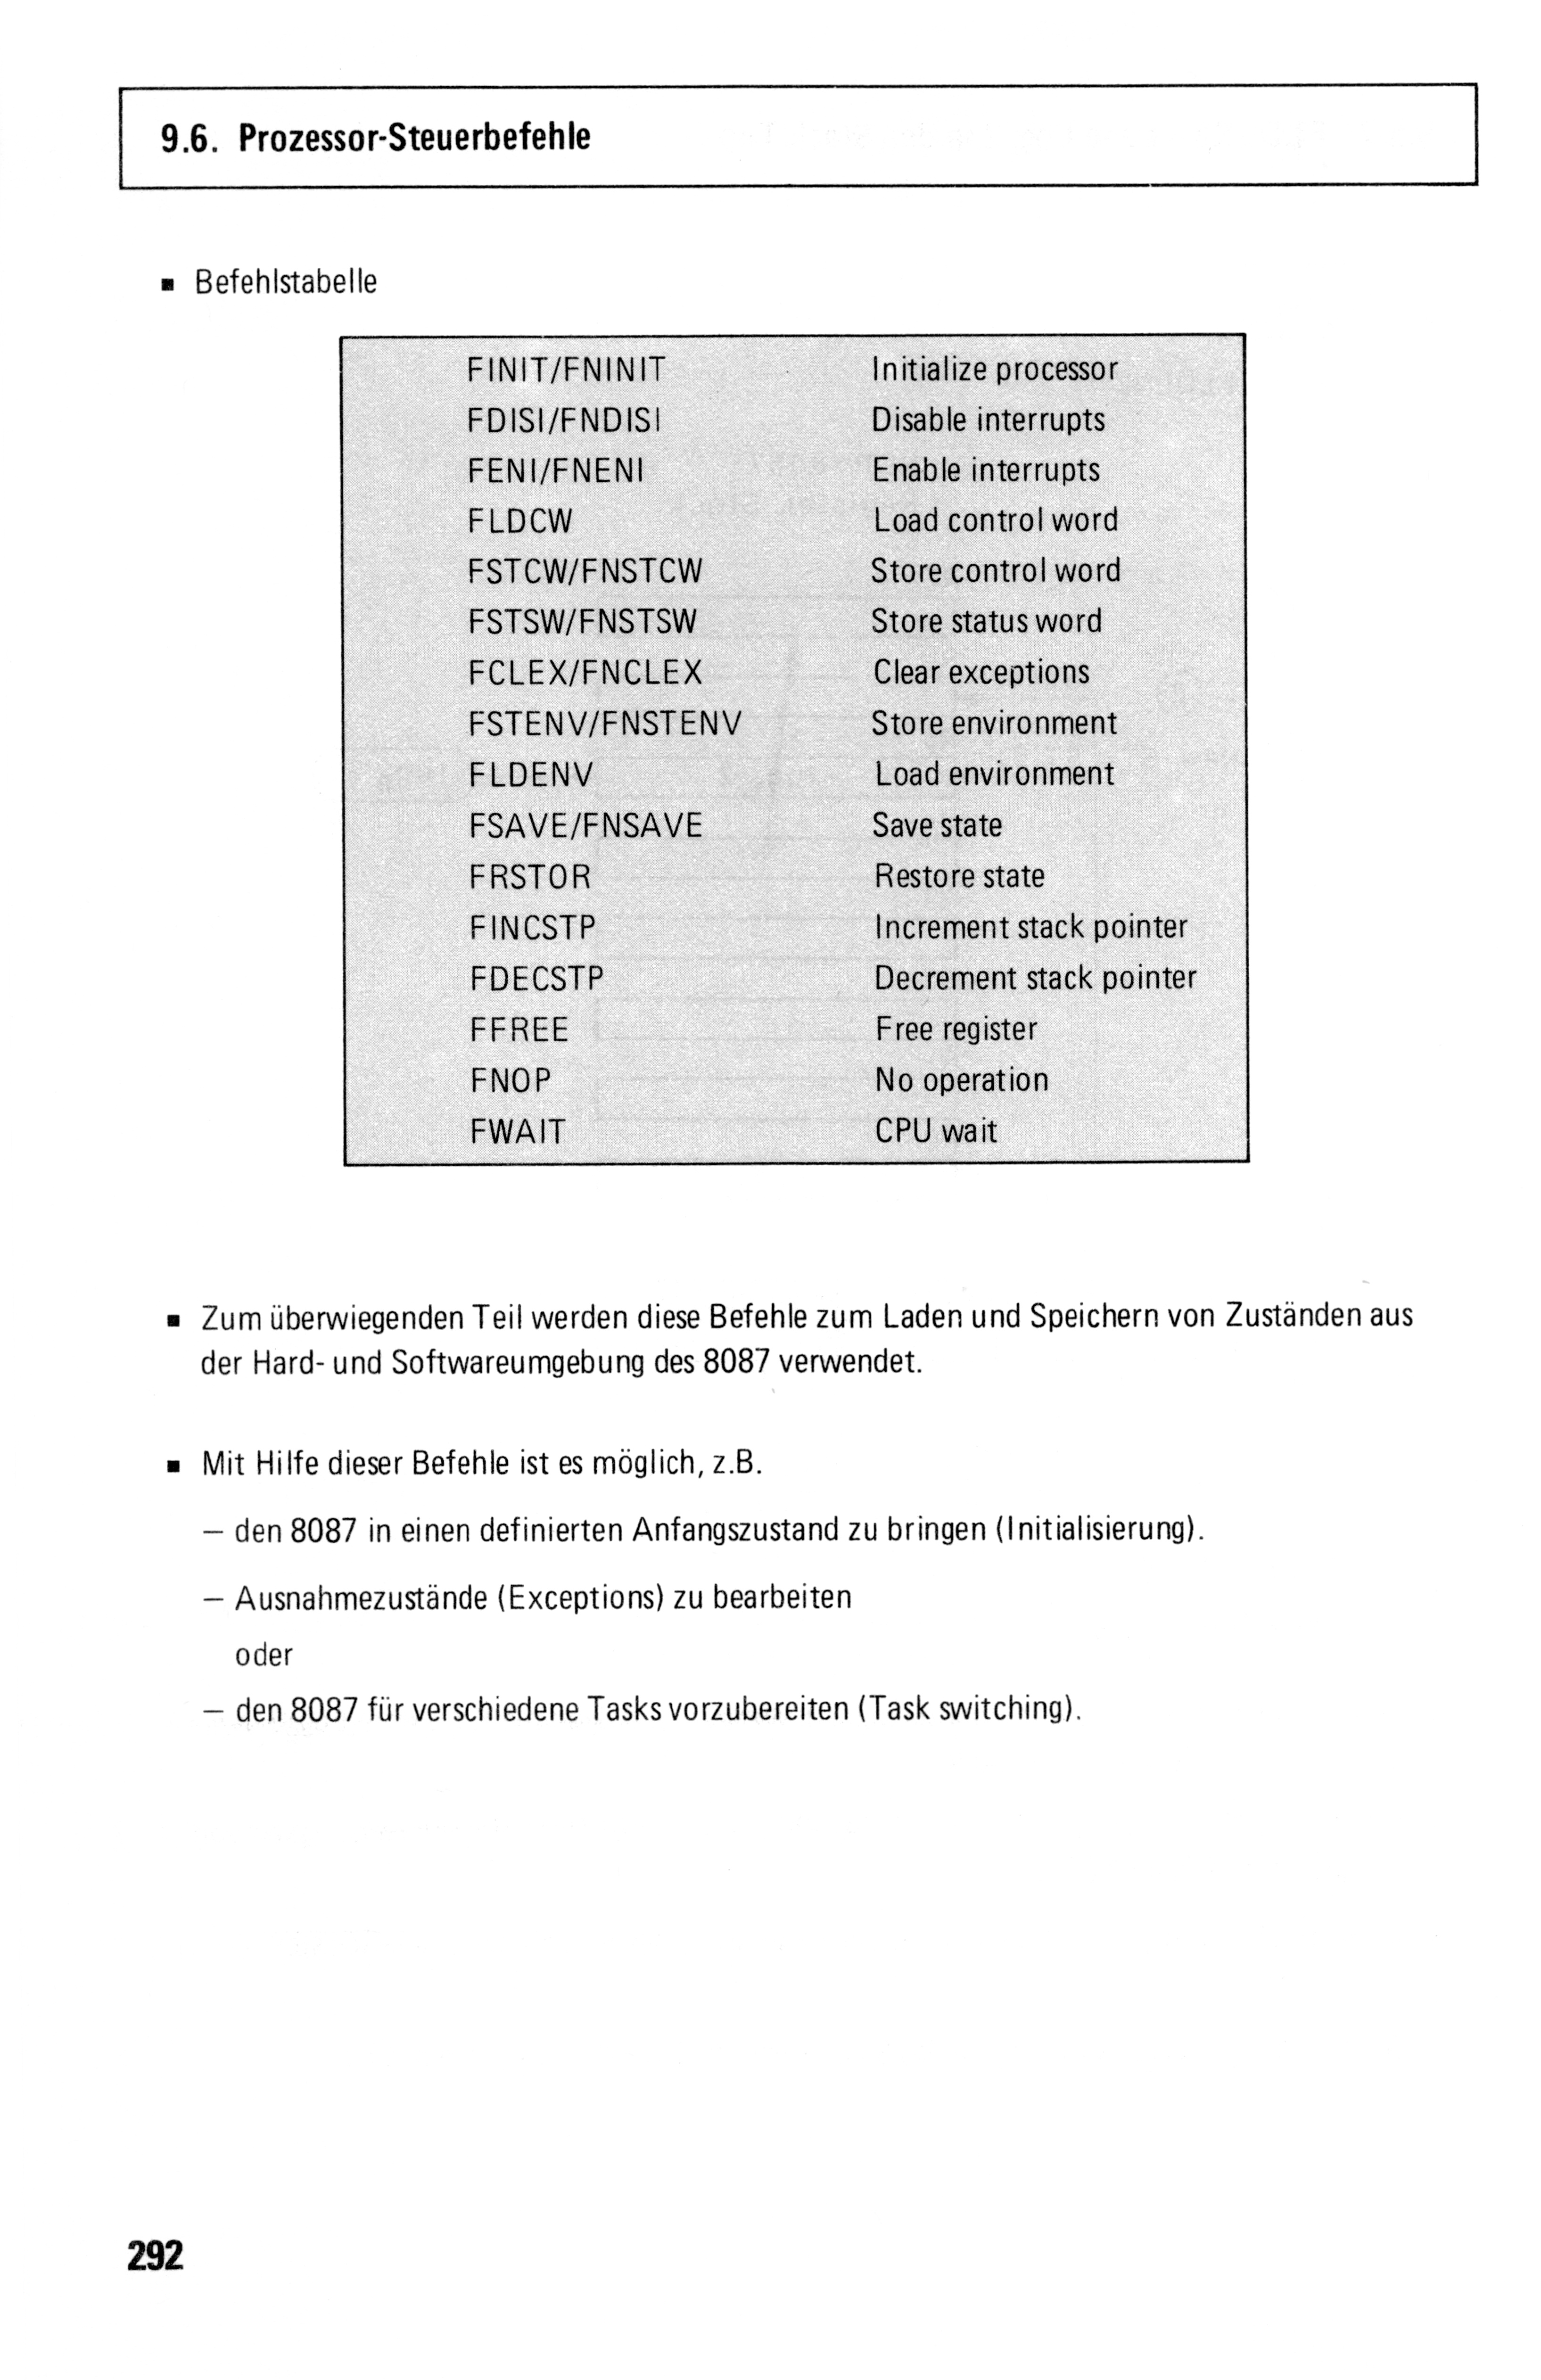 9.6. Prozessor-Steuerbefehle
▪ Befehlstabelle
FINIT/FNINIT Initialize processor
FDISI/FNDISI Disable interrupts
FENI/FNENI Enable interrupts
FLDCW Load control word
FSTCW/FNSTCW Store control word
FSTSW/FNSTSW Store status word
FCLEX/FNCLEX Clear exceptions
FSTENV/FNSTENV Store environment
FLDENV Load environment
FSAVE/FNSAVE Save state
FRSTOR Restore state
FINCSTP Increment stack pointer
FDECSTP Decrement stack pointer
FFREE Free register
FNOP No operation
FWAIT CPU wait
▪ Zum überwiegenden Teil werden diese Befehle zum Laden und Speichern von Zuständen aus
der Hard- und Softwareumgebung des 8087 verwendet.
▪ Mit Hilfe dieser Befehle ist es möglich, z.B.
– den 8087 in einen definierten Anfangszustand zu bringen (Initialisierung).
– Ausnahmezustände (Exceptions) zu bearbeiten
oder
– den 8087 für verschiedene Tasks vorzubereiten (Task switching).
292